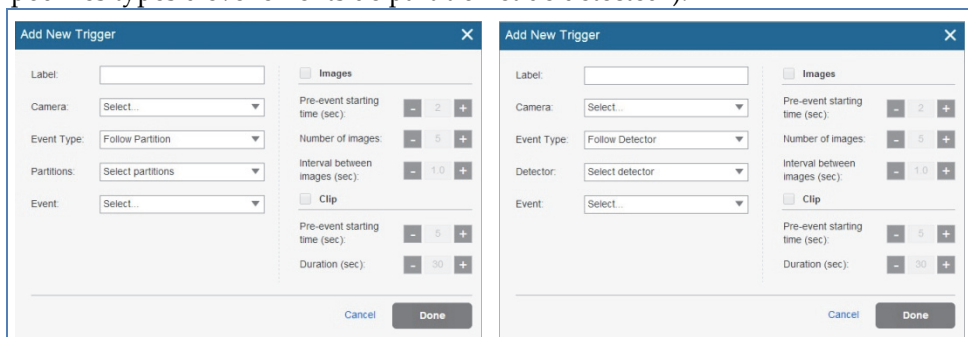 Add New Trigger
Label:
Camera: Select...
Event Type: Follow Partition
Partitions: Select partitions
Event: Select...
Images
Pre-event starting
time (sec): - 2 +
Number of images: - 5 +
Interval between
images (sec): - 1.0 +
Clip
Pre-event starting
time (sec): - 5 +
Duration (sec): - 30 +
Cancel Done
Add New Trigger
Label:
Camera: Select...
Event Type: Follow Detector
Detector: Select detector
Event: Select...
Images
Pre-event starting
time (sec): - 2 +
Number of images: - 5 +
Interval between
images (sec): - 1.0 +
Clip
Pre-event starting
time (sec): - 5 +
Duration (sec): - 30 +
Cancel Done